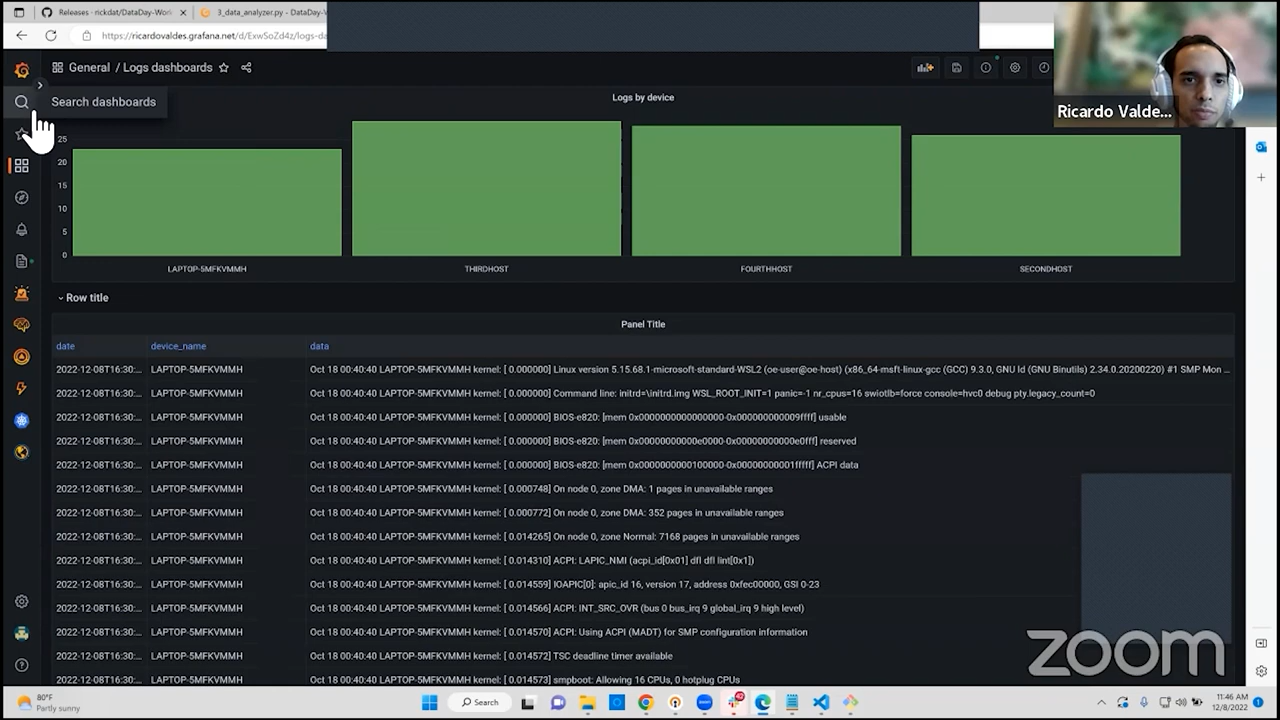 Releases · rickdat/DataDay-Wor
3_data_analyzer.py - DataDay-W
https://ricardovaldes.grafana.net/d/ExwSoZd4z/logs-da
General / Logs dashboards
Search dashboards
Ricardo Valde...
Logs by device
25
20
15
10
5
0
LAPTOP-5MFKVMMH
THIRDHOST
FOURTHHOST
SECONDHOST
Row title
Panel Title
date device_name data
2022-12-08T16:30:... LAPTOP-5MFKVMMH Oct 18 00:40:40 LAPTOP-5MFKVMMH kernel: [ 0.000000] Linux version 5.15.68.1-microsoft-standard-WSL2 (oe-user@oe-host) (x86_64-msft-linux-gcc (GCC) 9.3.0, GNU ld (GNU Binutils) 2.34.0.20200220) #1 SMP Mon ...
2022-12-08T16:30:... LAPTOP-5MFKVMMH Oct 18 00:40:40 LAPTOP-5MFKVMMH kernel: [ 0.000000] Command line: initrd=\initrd.img WSL_ROOT_INIT=1 panic=-1 nr_cpus=16 swiotlb=force console=hvc0 debug pty.legacy_count=0
2022-12-08T16:30:... LAPTOP-5MFKVMMH Oct 18 00:40:40 LAPTOP-5MFKVMMH kernel: [ 0.000000] BIOS-e820: [mem 0x0000000000000000-0x000000000009ffff] usable
2022-12-08T16:30:... LAPTOP-5MFKVMMH Oct 18 00:40:40 LAPTOP-5MFKVMMH kernel: [ 0.000000] BIOS-e820: [mem 0x00000000000e0000-0x00000000000e0fff] reserved
2022-12-08T16:30:... LAPTOP-5MFKVMMH Oct 18 00:40:40 LAPTOP-5MFKVMMH kernel: [ 0.000000] BIOS-e820: [mem 0x0000000000100000-0x00000000001fffff] ACPI data
2022-12-08T16:30:... LAPTOP-5MFKVMMH Oct 18 00:40:40 LAPTOP-5MFKVMMH kernel: [ 0.000748] On node 0, zone DMA: 1 pages in unavailable ranges
2022-12-08T16:30:... LAPTOP-5MFKVMMH Oct 18 00:40:40 LAPTOP-5MFKVMMH kernel: [ 0.000772] On node 0, zone DMA: 352 pages in unavailable ranges
2022-12-08T16:30:... LAPTOP-5MFKVMMH Oct 18 00:40:40 LAPTOP-5MFKVMMH kernel: [ 0.014265] On node 0, zone Normal: 7168 pages in unavailable ranges
2022-12-08T16:30:... LAPTOP-5MFKVMMH Oct 18 00:40:40 LAPTOP-5MFKVMMH kernel: [ 0.014310] ACPI: LAPIC_NMI (acpi_id[0x01] dfl dfl lint[0x1])
2022-12-08T16:30:... LAPTOP-5MFKVMMH Oct 18 00:40:40 LAPTOP-5MFKVMMH kernel: [ 0.014559] IOAPIC[0]: apic_id 16, version 17, address 0xfec00000, GSI 0-23
2022-12-08T16:30:... LAPTOP-5MFKVMMH Oct 18 00:40:40 LAPTOP-5MFKVMMH kernel: [ 0.014566] ACPI: INT_SRC_OVR (bus 0 bus_irq 9 global_irq 9 high level)
2022-12-08T16:30:... LAPTOP-5MFKVMMH Oct 18 00:40:40 LAPTOP-5MFKVMMH kernel: [ 0.014570] ACPI: Using ACPI (MADT) for SMP configuration information
2022-12-08T16:30:... LAPTOP-5MFKVMMH Oct 18 00:40:40 LAPTOP-5MFKVMMH kernel: [ 0.014572] TSC deadline timer available
2022-12-08T16:30:... LAPTOP-5MFKVMMH Oct 18 00:40:40 LAPTOP-5MFKVMMH kernel: [ 0.014573] smpboot: Allowing 16 CPUs, 0 hotplug CPUs
zoom
80°F
Partly sunny
Search
11:46 AM
12/8/2022